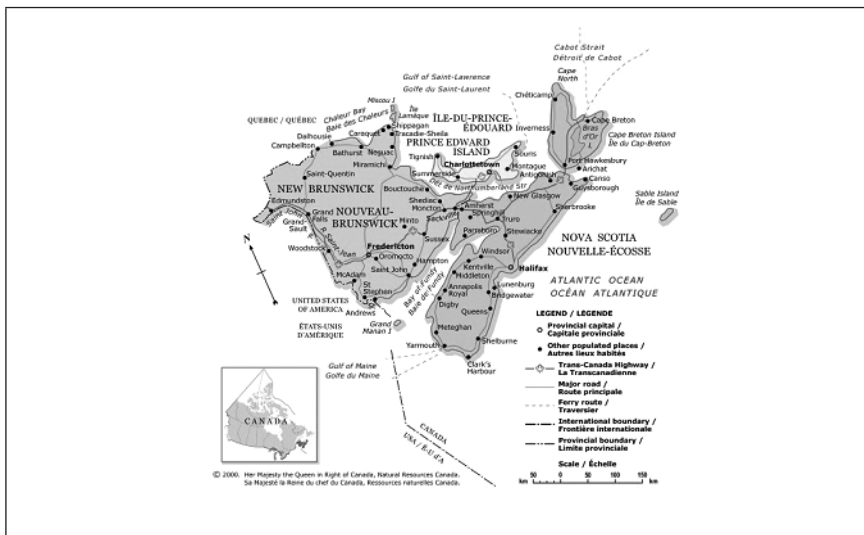 Cabot Strait
Détroit de Cabot
Cape
North
Gulf of Saint-Lawrence
Golfe du Saint-Laurent
Chéticamp
Miscou I
Île
Lamèque
QUEBEC / QUÉBEC
Chaleur Bay
Baie des Chaleurs
Shippagan
Caraquet
Tracadie-Sheila
ÎLE-DU-PRINCE-
ÉDOUARD
PRINCE EDWARD
ISLAND
Inverness
Cape Breton
Bras
d'Or
L
Cape Breton Island
Île du Cap-Breton
Dalhousie
Campbellton
Bathurst
Neguac
Tignish
Souris
Miramichi
Charlottetown
Montague
Port Hawkesbury
Arichat
Saint-Quentin
Summerside
Antigonish
Canso
Guysborough
NEW BRUNSWICK
Bouctouche
Dét de Northumberland Str
New Glasgow
Sable Island
Île de Sable
Edmundston
Shediac
Moncton
Amherst
Sherbrooke
Saint John
R
Grand
Falls
Grand-
Sault
NOUVEAU-
BRUNSWICK
Minto
Sackville
Springhill
Truro
Parrsboro
Stewiacke
R Saint-Jean
Sussex
Woodstock
Fredericton
Oromocto
Hampton
Windsor
NOVA SCOTIA
NOUVELLE-ÉCOSSE
N
McAdam
Saint John
Bay of Fundy
Baie de Fundy
Kentville
Middleton
Halifax
ATLANTIC OCEAN
OCÉAN ATLANTIQUE
St
Stephen
St
Andrews
Annapolis
Royal
Digby
Lunenburg
Bridgewater
Queens
UNITED STATES
OF AMERICA
ÉTATS-UNIS
D'AMÉRIQUE
Grand
Manan I
Meteghan
Yarmouth
Shelburne
Clark's
Harbour
Gulf of Maine
Golfe du Maine
LEGEND / LÉGENDE
Provincial capital /
Capitale provinciale
Other populated places /
Autres lieux habités
Trans-Canada Highway /
La Transcanadienne
Major road /
Route principale
Ferry route /
Traversier
International boundary /
Frontière internationale
Provincial boundary /
Limite provinciale
Scale / Échelle
50 0 50 100 150
km km
CANADA
CANADA
USA / É-U d'A
© 2000. Her Majesty the Queen in Right of Canada, Natural Resources Canada.
Sa Majesté la Reine du chef du Canada, Ressources naturelles Canada.